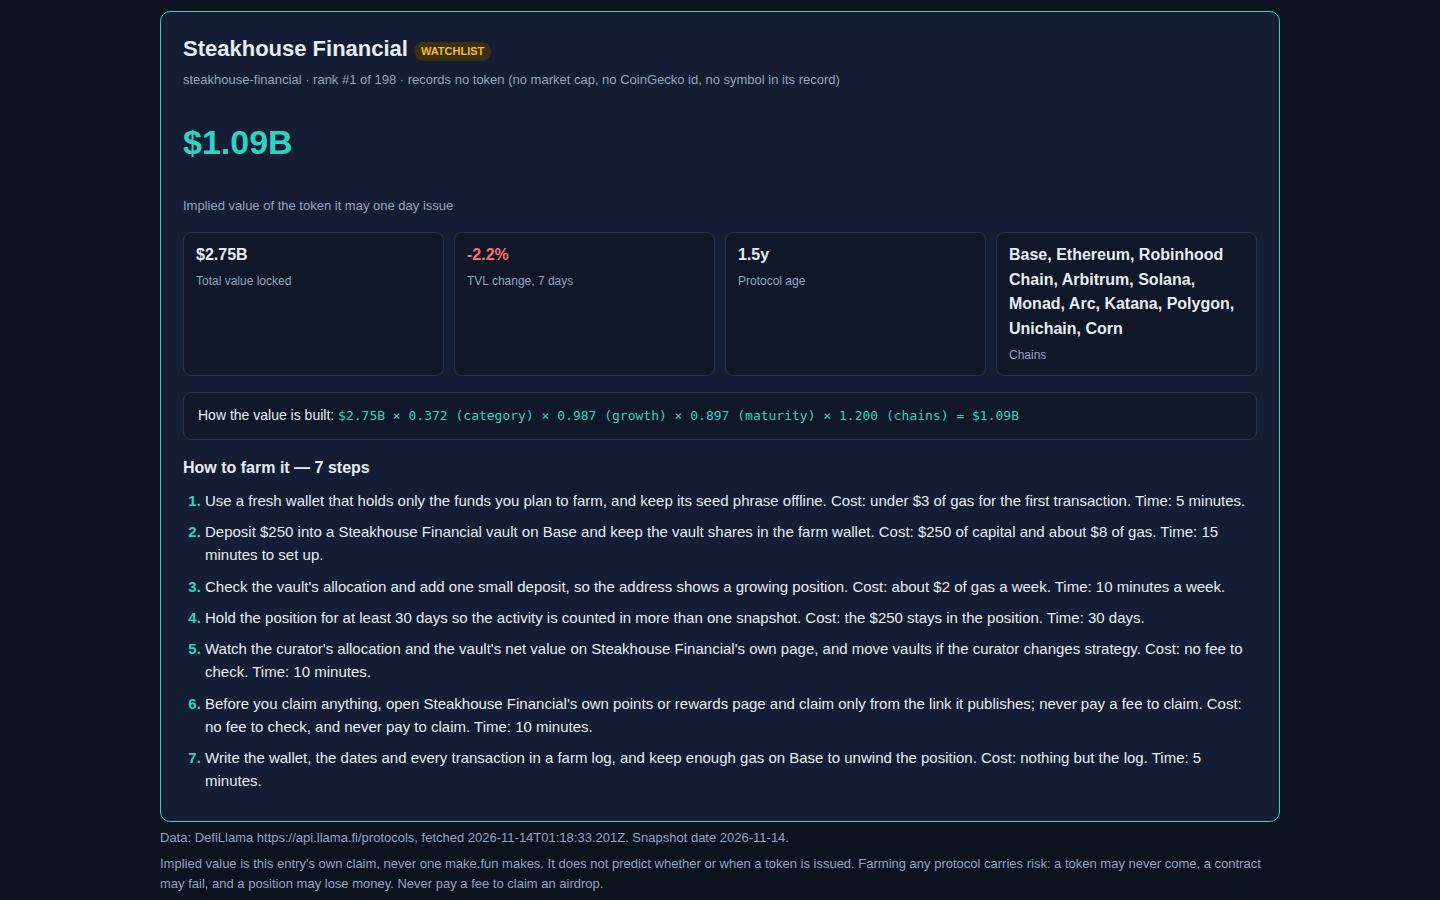 Steakhouse Financial WATCHLIST
steakhouse-financial · rank #1 of 198 · records no token (no market cap, no CoinGecko id, no symbol in its record)
$1.09B
Implied value of the token it may one day issue
$2.75B
Total value locked
-2.2%
TVL change, 7 days
1.5y
Protocol age
Base, Ethereum, Robinhood
Chain, Arbitrum, Solana,
Monad, Arc, Katana, Polygon,
Unichain, Corn
Chains
How the value is built: $2.75B × 0.372 (category) × 0.987 (growth) × 0.897 (maturity) × 1.200 (chains) = $1.09B
How to farm it — 7 steps
1. Use a fresh wallet that holds only the funds you plan to farm, and keep its seed phrase offline. Cost: under $3 of gas for the first transaction. Time: 5 minutes.
2. Deposit $250 into a Steakhouse Financial vault on Base and keep the vault shares in the farm wallet. Cost: $250 of capital and about $8 of gas. Time: 15
minutes to set up.
3. Check the vault's allocation and add one small deposit, so the address shows a growing position. Cost: about $2 of gas a week. Time: 10 minutes a week.
4. Hold the position for at least 30 days so the activity is counted in more than one snapshot. Cost: the $250 stays in the position. Time: 30 days.
5. Watch the curator's allocation and the vault's net value on Steakhouse Financial's own page, and move vaults if the curator changes strategy. Cost: no fee to
check. Time: 10 minutes.
6. Before you claim anything, open Steakhouse Financial's own points or rewards page and claim only from the link it publishes; never pay a fee to claim. Cost:
no fee to check, and never pay to claim. Time: 10 minutes.
7. Write the wallet, the dates and every transaction in a farm log, and keep enough gas on Base to unwind the position. Cost: nothing but the log. Time: 5
minutes.
Data: DefiLlama https://api.llama.fi/protocols, fetched 2026-11-14T01:18:33.201Z. Snapshot date 2026-11-14.
Implied value is this entry's own claim, never one make.fun makes. It does not predict whether or when a token is issued. Farming any protocol carries risk: a token may never come, a contract
may fail, and a position may lose money. Never pay a fee to claim an airdrop.